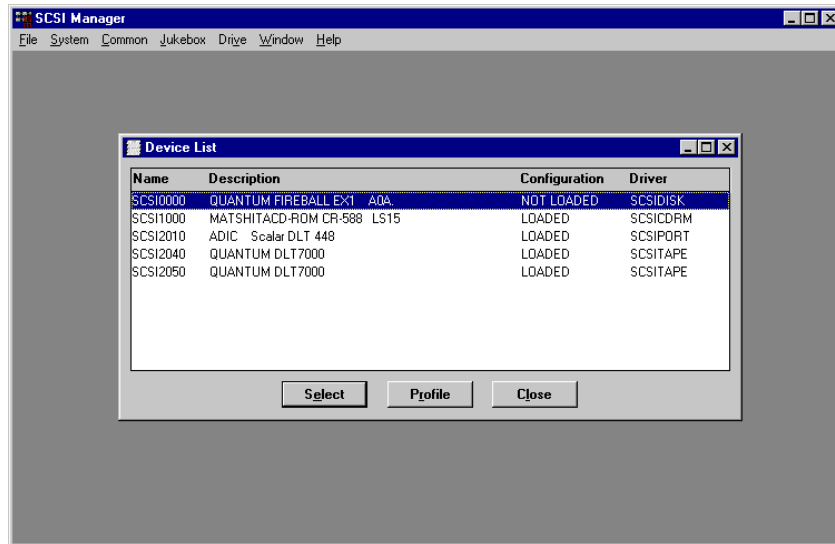 SCSI Manager
File System Common Jukebox Drive Window Help
Device List
Name Description Configuration Driver
SCSI0000 QUANTUM FIREBALL EX1 A0A. NOT LOADED SCSIDISK
SCSI1000 MATSHITACD-ROM CR-588 LS15 LOADED SCSICDRM
SCSI2010 ADIC Scalar DLT 448 LOADED SCSIPORT
SCSI2040 QUANTUM DLT7000 LOADED SCSITAPE
SCSI2050 QUANTUM DLT7000 LOADED SCSITAPE
Select Profile Close